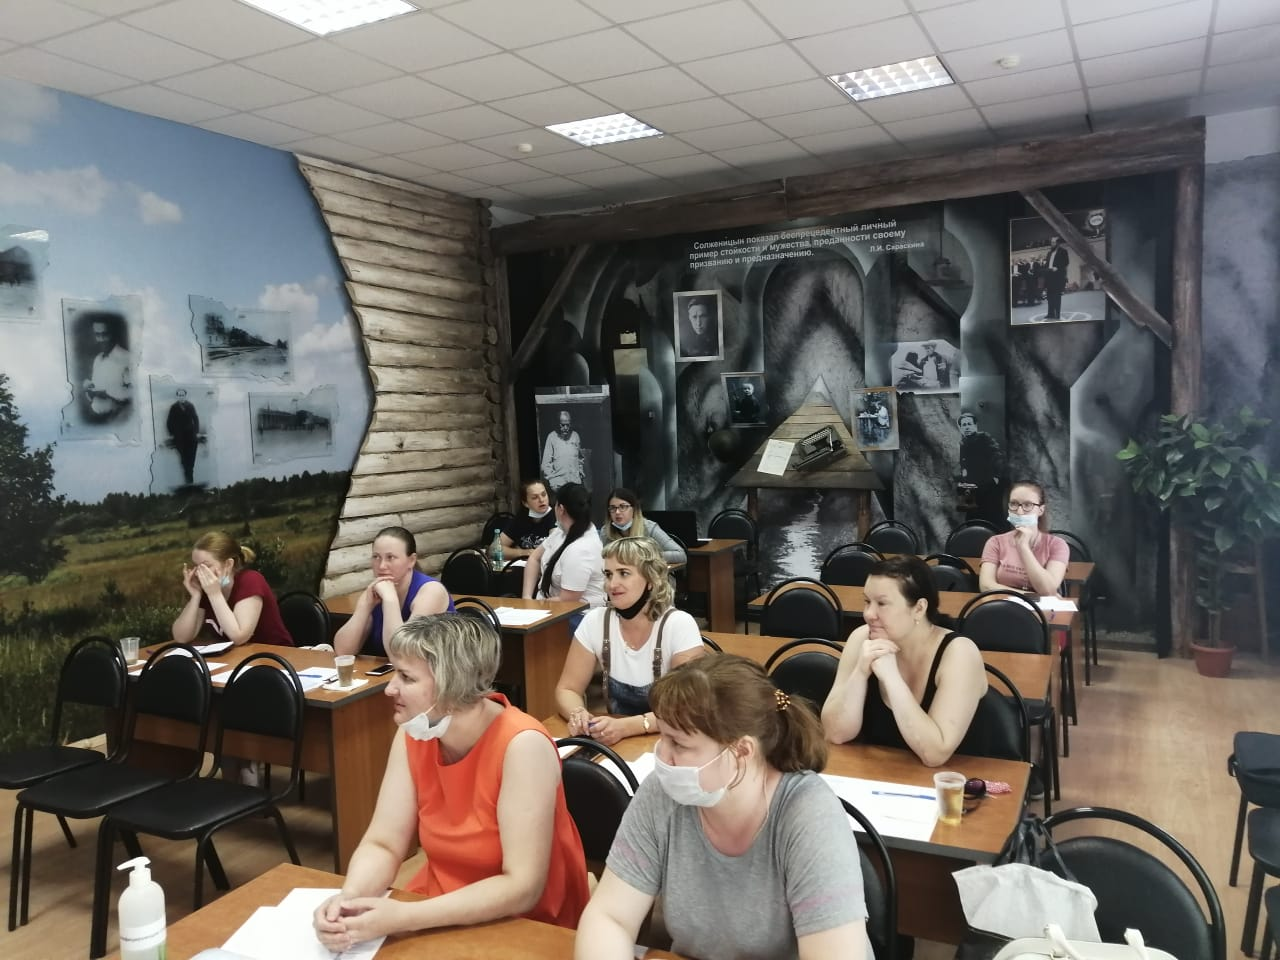 Солженицын показал беспрецедентный личный
пример стойкости и мужества, преданности своему
призванию и предназначению.
Л.И. Сараскина